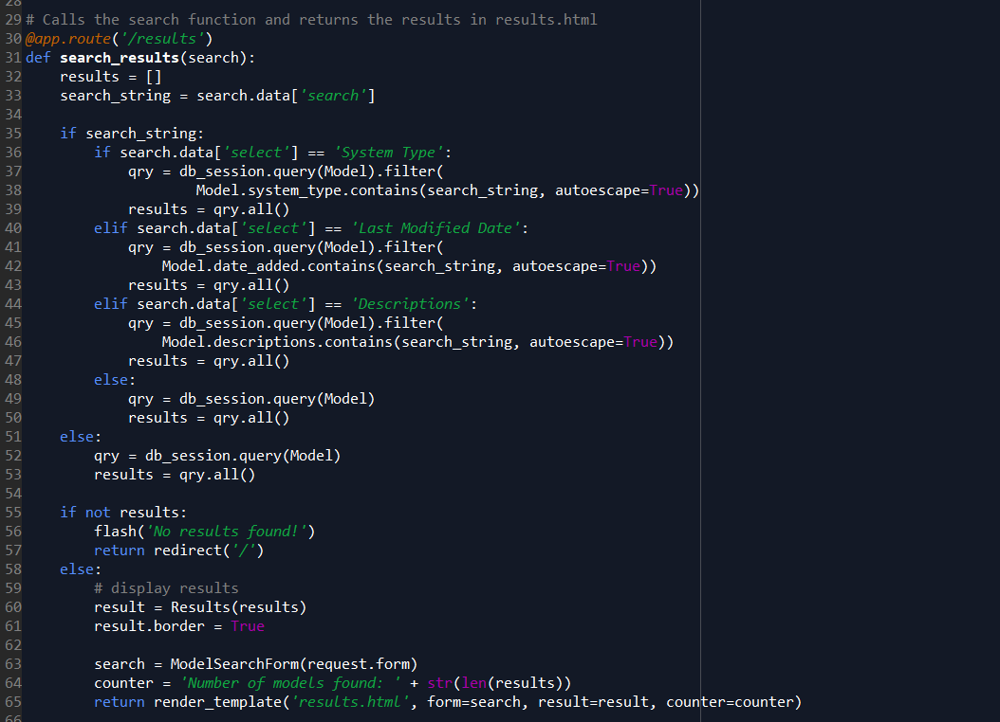 29 # Calls the search function and returns the results in results.html
30 @app.route('/results')
31 def search_results(search):
32     results = []
33     search_string = search.data['search']
34
35     if search_string:
36         if search.data['select'] == 'System Type':
37             qry = db_session.query(Model).filter(
38                     Model.system_type.contains(search_string, autoescape=True))
39             results = qry.all()
40         elif search.data['select'] == 'Last Modified Date':
41             qry = db_session.query(Model).filter(
42                 Model.date_added.contains(search_string, autoescape=True))
43             results = qry.all()
44         elif search.data['select'] == 'Descriptions':
45             qry = db_session.query(Model).filter(
46                 Model.descriptions.contains(search_string, autoescape=True))
47             results = qry.all()
48         else:
49             qry = db_session.query(Model)
50             results = qry.all()
51     else:
52         qry = db_session.query(Model)
53         results = qry.all()
54
55     if not results:
56         flash('No results found!')
57         return redirect('/')
58     else:
59         # display results
60         result = Results(results)
61         result.border = True
62
63         search = ModelSearchForm(request.form)
64         counter = 'Number of models found: ' + str(len(results))
65         return render_template('results.html', form=search, result=result, counter=counter)